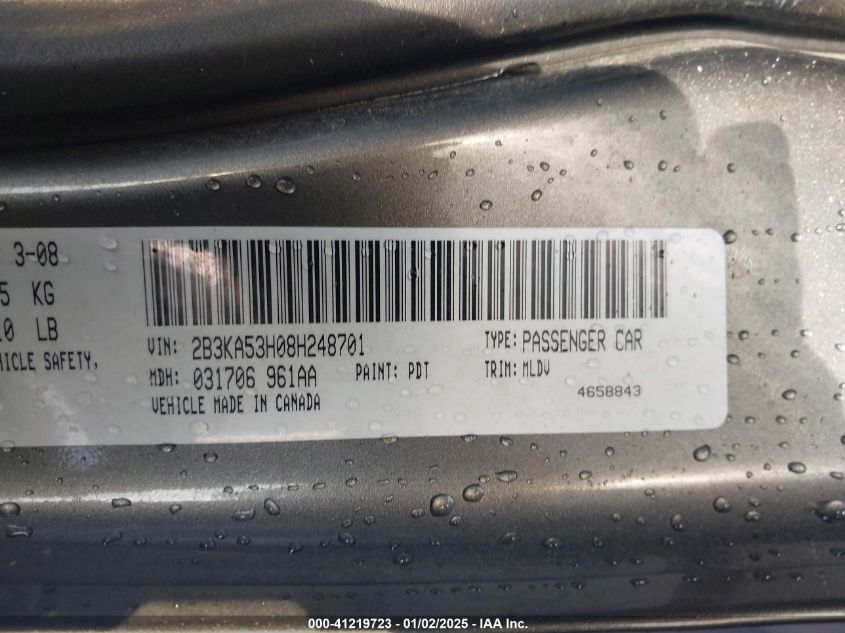 3-08
5 KG
0 LB
HICLE SAFETY,
VIN: 2B3KA53H08H248701
TYPE: PASSENGER CAR
MDH: 031706 961AA
PAINT: PDT
TRIM: MLDV
VEHICLE MADE IN CANADA
4658843
000-41219723 - 01/02/2025 - IAA Inc.